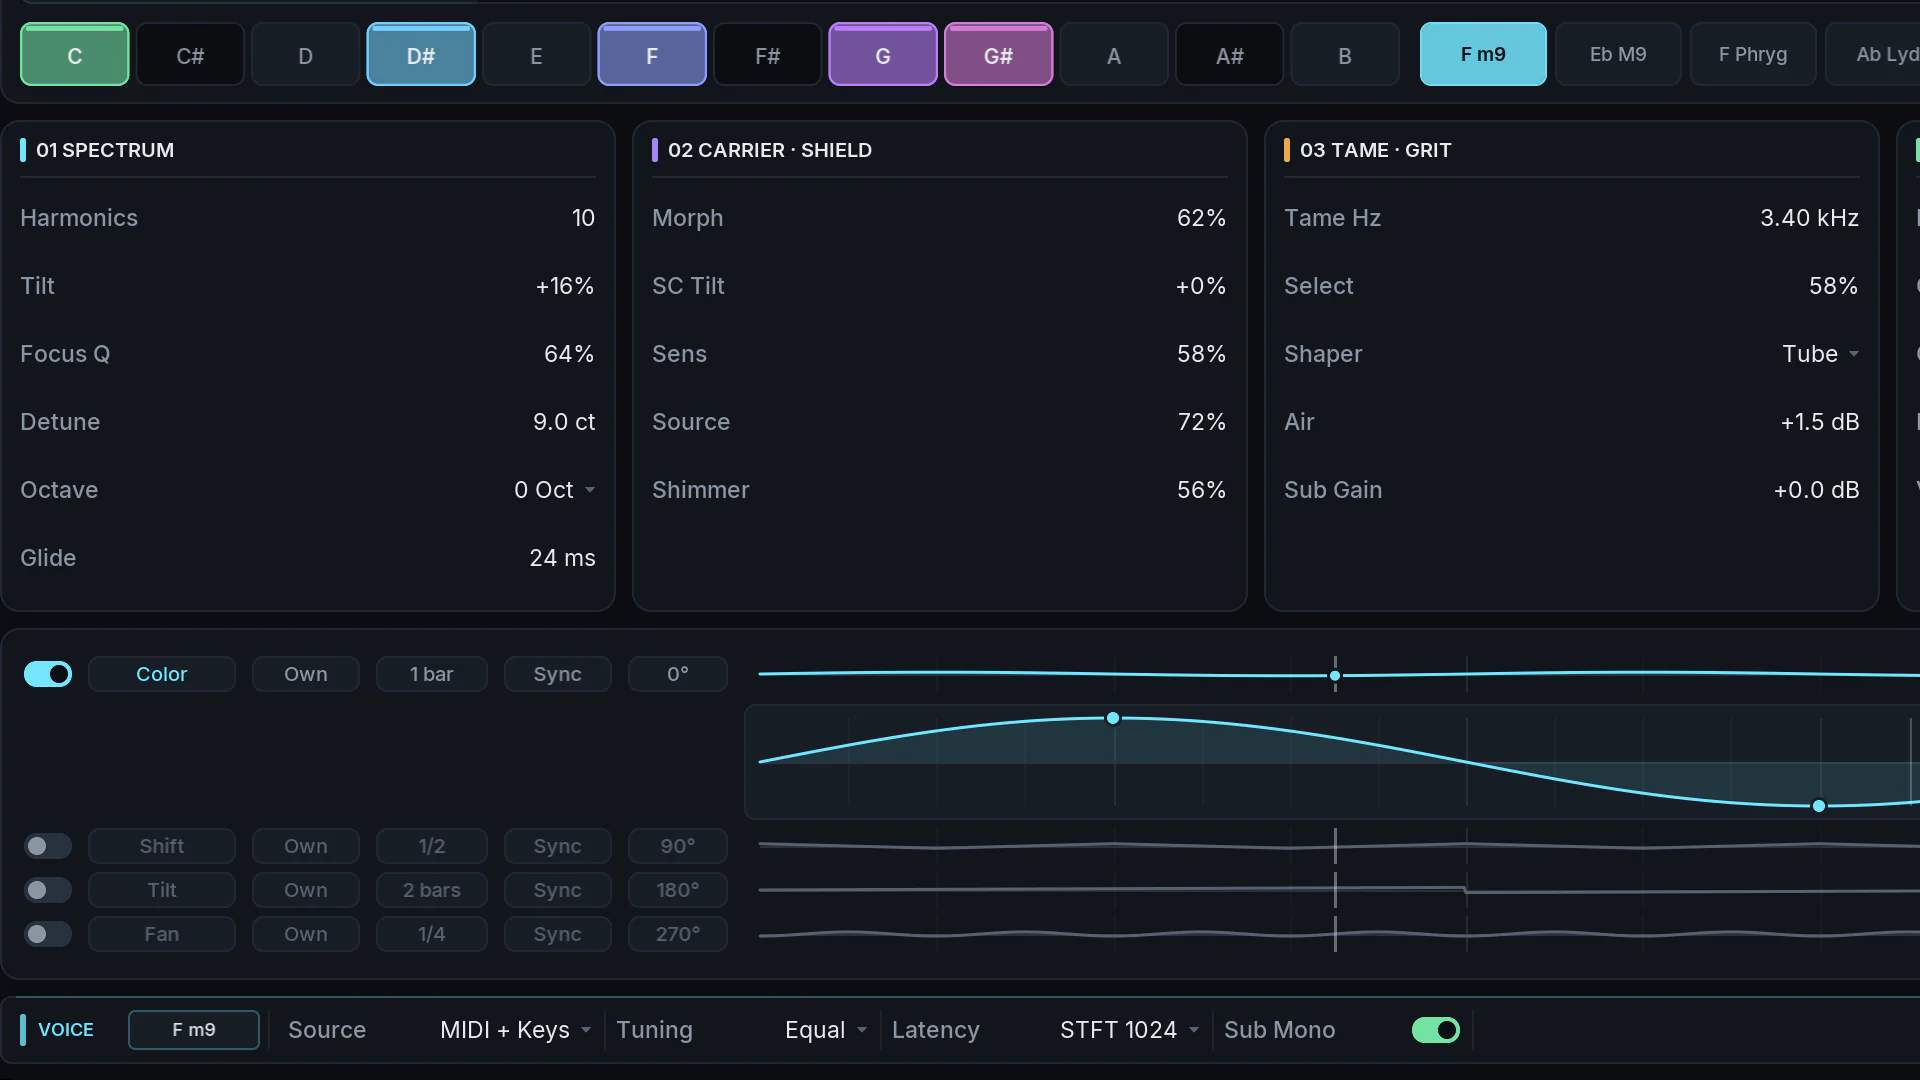 C C# D D# E F F# G G# A A# B F m9 Eb M9 F Phryg Ab Lyd
01 SPECTRUM
Harmonics 10
Tilt +16%
Focus Q 64%
Detune 9.0 ct
Octave 0 Oct
Glide 24 ms
02 CARRIER · SHIELD
Morph 62%
SC Tilt +0%
Sens 58%
Source 72%
Shimmer 56%
03 TAME · GRIT
Tame Hz 3.40 kHz
Select 58%
Shaper Tube
Air +1.5 dB
Sub Gain +0.0 dB
Color Own 1 bar Sync 0°
Shift Own 1/2 Sync 90°
Tilt Own 2 bars Sync 180°
Fan Own 1/4 Sync 270°
VOICE F m9 Source MIDI + Keys Tuning Equal Latency STFT 1024 Sub Mono